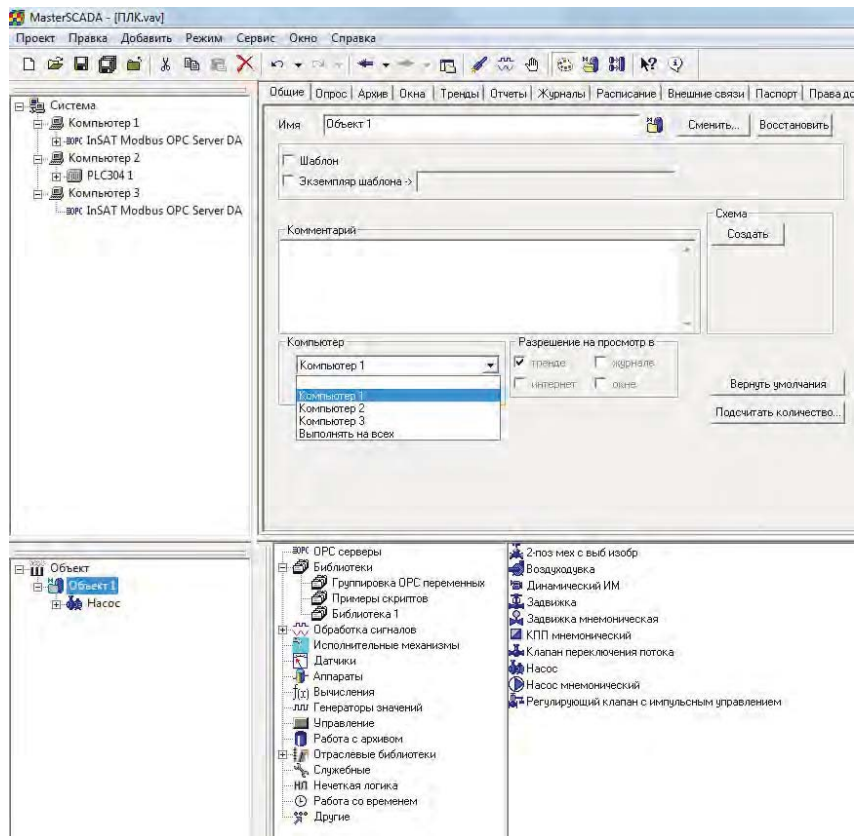 MasterSCADA - [ПЛК.vav]
Проект Правка Добавить Режим Сервис Окно Справка
Система
Компьютер 1
InSAT Modbus OPC Server DA
Компьютер 2
PLC304 1
Компьютер 3
InSAT Modbus OPC Server DA
Общие Опрос Архив Окна Тренды Отчеты Журналы Расписание Внешние связи Паспорт Права до
Имя Объект 1 Сменить... Восстановить
Шаблон
Экземпляр шаблона ->
Комментарий
Схема
Создать
Компьютер
Компьютер 1
Компьютер 1
Компьютер 2
Компьютер 3
Выполнять на всех
Разрешение на просмотр в
тренде журнале
интернет окне
Вернуть умолчания
Подсчитать количество...
Объект
Объект 1
Насос
OPC серверы
Библиотеки
Группировка OPC переменных
Примеры скриптов
Библиотека 1
Обработка сигналов
Исполнительные механизмы
Датчики
Аппараты
f(x) Вычисления
Генераторы значений
Управление
Работа с архивом
Отраслевые библиотеки
Служебные
НЛ Нечеткая логика
Работа со временем
Другие
2-поз мех с выб изобр
Воздуходувка
Динамический ИМ
Задвижка
Задвижка мнемоническая
КПП мнемонический
Клапан переключения потока
Насос
Насос мнемонический
Регулирующий клапан с импульсным управлением